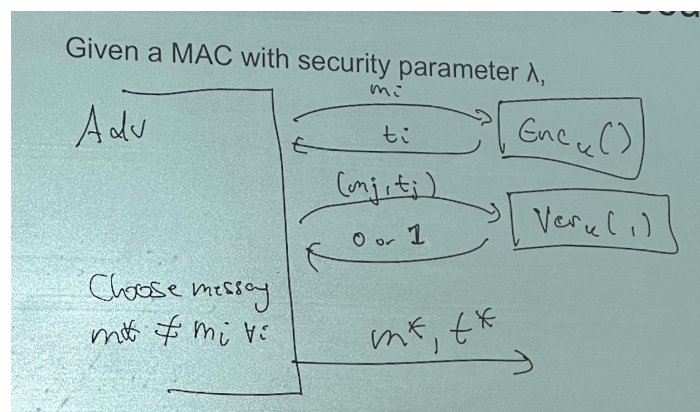 Given a MAC with security parameter λ,
mi
Adv
ti
Enck()
(mj, tj)
0 or 1
Verk( , )
Choose messag
m* ≠ mi ∀i
m*, t*